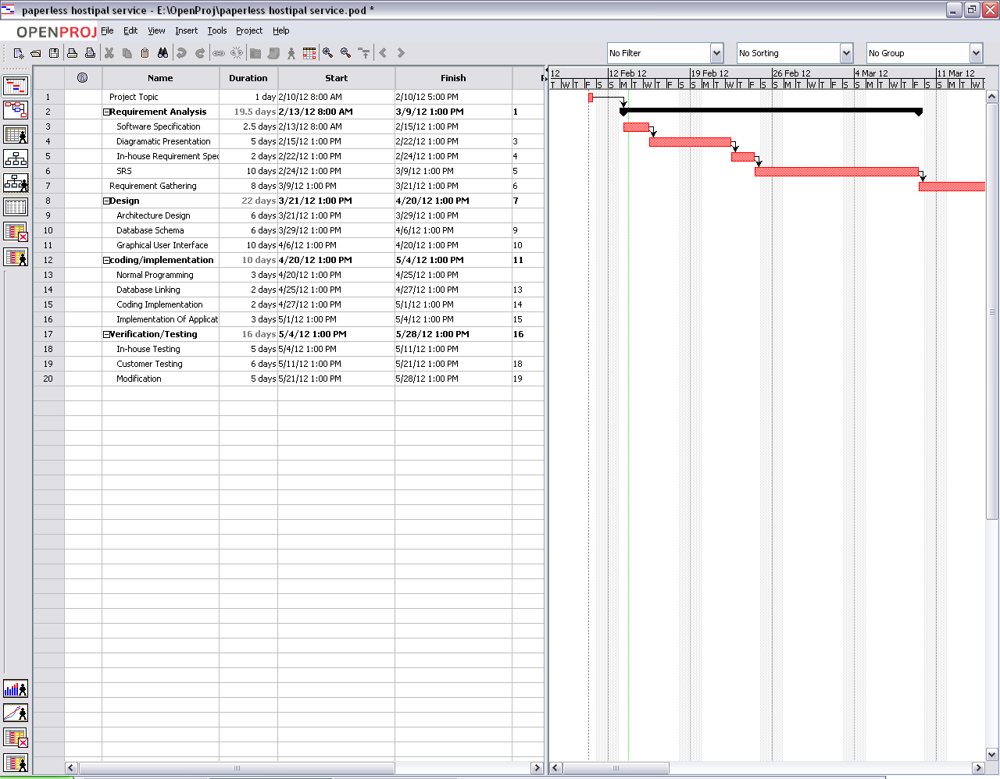 paperless hostipal service - E:\OpenProj\paperless hostipal service.pod *
OPENPROJ File Edit View Insert Tools Project Help
No Filter No Sorting No Group
Name Duration Start Finish
12 12 Feb 12 19 Feb 12 26 Feb 12 4 Mar 12 11 Mar 12
T W T F S S M T W T F S S M T W T F S S M T W T F S S M T W T F S S M T W
1 Project Topic 1 day 2/10/12 8:00 AM 2/10/12 5:00 PM
2 Requirement Analysis 19.5 days 2/13/12 8:00 AM 3/9/12 1:00 PM 1
3 Software Specification 2.5 days 2/13/12 8:00 AM 2/15/12 1:00 PM
4 Diagramatic Presentation 5 days 2/15/12 1:00 PM 2/22/12 1:00 PM 3
5 In-house Requirement Spec 2 days 2/22/12 1:00 PM 2/24/12 1:00 PM 4
6 SRS 10 days 2/24/12 1:00 PM 3/9/12 1:00 PM 5
7 Requirement Gathering 8 days 3/9/12 1:00 PM 3/21/12 1:00 PM 6
8 Design 22 days 3/21/12 1:00 PM 4/20/12 1:00 PM 7
9 Architecture Design 6 days 3/21/12 1:00 PM 3/29/12 1:00 PM
10 Database Schema 6 days 3/29/12 1:00 PM 4/6/12 1:00 PM 9
11 Graphical User Interface 10 days 4/6/12 1:00 PM 4/20/12 1:00 PM 10
12 coding/implementation 10 days 4/20/12 1:00 PM 5/4/12 1:00 PM 11
13 Normal Programming 3 days 4/20/12 1:00 PM 4/25/12 1:00 PM
14 Database Linking 2 days 4/25/12 1:00 PM 4/27/12 1:00 PM 13
15 Coding Implementation 2 days 4/27/12 1:00 PM 5/1/12 1:00 PM 14
16 Implementation Of Applicat 3 days 5/1/12 1:00 PM 5/4/12 1:00 PM 15
17 Verification/Testing 16 days 5/4/12 1:00 PM 5/28/12 1:00 PM 16
18 In-house Testing 5 days 5/4/12 1:00 PM 5/11/12 1:00 PM
19 Customer Testing 6 days 5/11/12 1:00 PM 5/21/12 1:00 PM 18
20 Modification 5 days 5/21/12 1:00 PM 5/28/12 1:00 PM 19